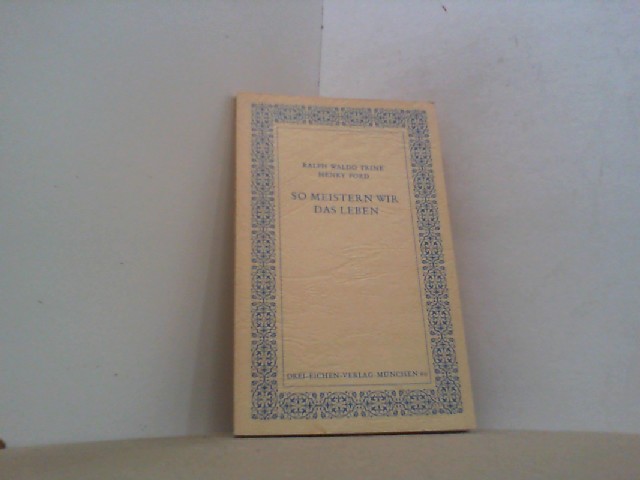 RALPH WALDO TRINE
HENRY FORD
SO MEISTERN WIR
DAS LEBEN
DREI-EICHEN-VERLAG·MÜNCHEN